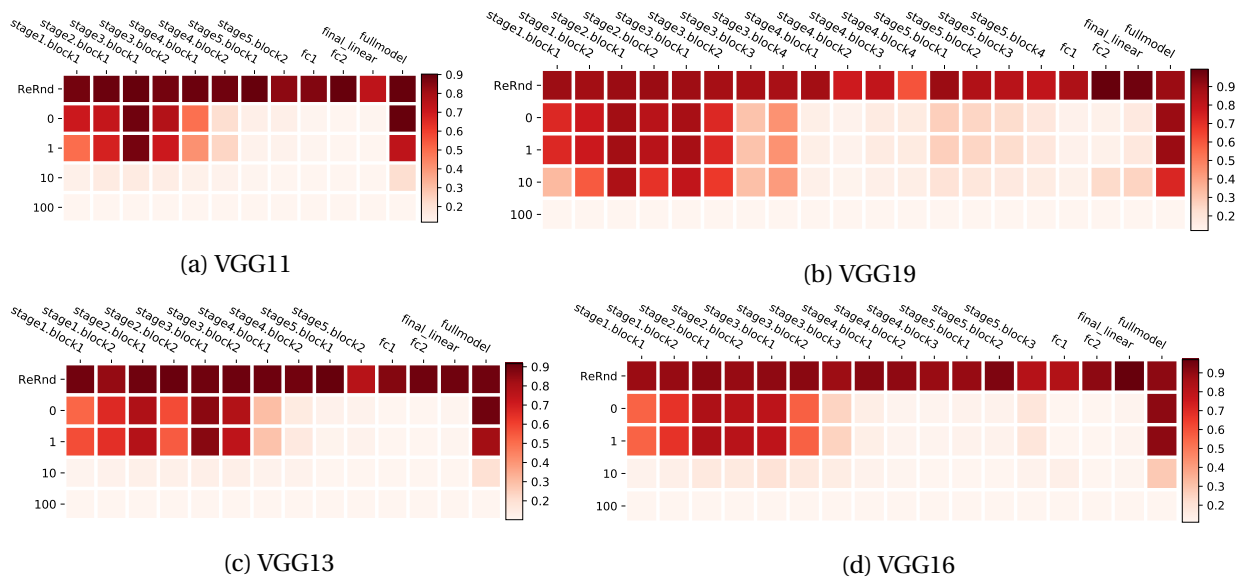 stage1.block1
stage2.block1
stage3.block1
stage3.block2
stage4.block1
stage4.block2
stage5.block1
stage5.block2
fc1
fc2
final_linear
fullmodel
ReRnd
0
1
10
100
0.9
0.8
0.7
0.6
0.5
0.4
0.3
0.2
(a) VGG11
stage1.block1
stage1.block2
stage2.block1
stage2.block2
stage3.block1
stage3.block2
stage3.block3
stage3.block4
stage4.block1
stage4.block2
stage4.block3
stage4.block4
stage5.block1
stage5.block2
stage5.block3
stage5.block4
fc1
fc2
final_linear
fullmodel
ReRnd
0
1
10
100
0.9
0.8
0.7
0.6
0.5
0.4
0.3
0.2
(b) VGG19
stage1.block1
stage1.block2
stage2.block1
stage2.block2
stage3.block1
stage3.block2
stage4.block1
stage4.block2
stage5.block1
stage5.block2
fc1
fc2
final_linear
fullmodel
ReRnd
0
1
10
100
0.9
0.8
0.7
0.6
0.5
0.4
0.3
0.2
(c) VGG13
stage1.block1
stage1.block2
stage2.block1
stage2.block2
stage3.block1
stage3.block2
stage3.block3
stage4.block1
stage4.block2
stage4.block3
stage5.block1
stage5.block2
stage5.block3
fc1
fc2
final_linear
fullmodel
ReRnd
0
1
10
100
0.9
0.8
0.7
0.6
0.5
0.4
0.3
0.2
(d) VGG16